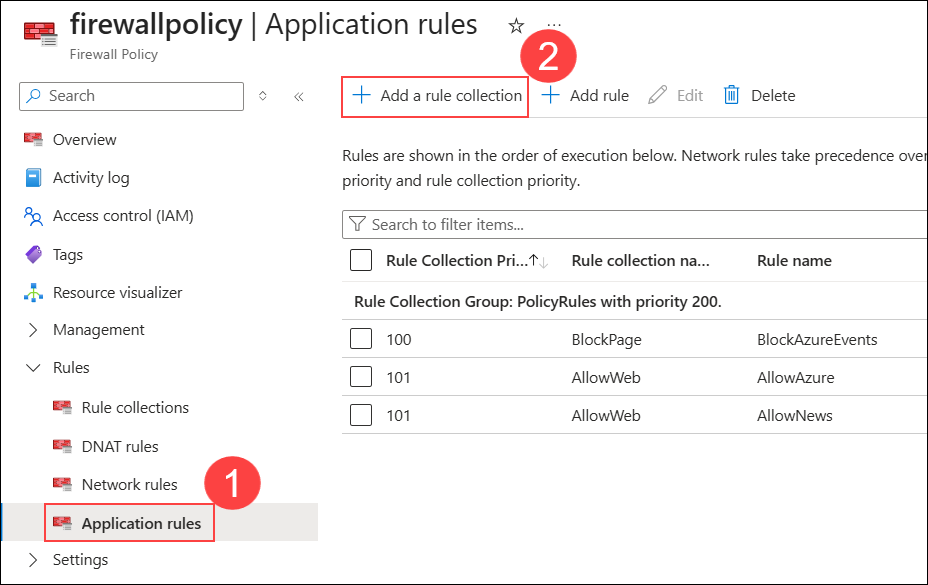 firewallpolicy | Application rules
...
Firewall Policy
2
Search
«
Add a rule collection
Add rule
Edit
Delete
Overview
Activity log
Access control (IAM)
Tags
Resource visualizer
Management
Rules
Rule collections
DNAT rules
Network rules
1
Application rules
Settings
Rules are shown in the order of execution below. Network rules take precedence over
priority and rule collection priority.
Search to filter items...
Rule Collection Pri...↑↓ Rule collection na... Rule name
Rule Collection Group: PolicyRules with priority 200.
100 BlockPage BlockAzureEvents
101 AllowWeb AllowAzure
101 AllowWeb AllowNews